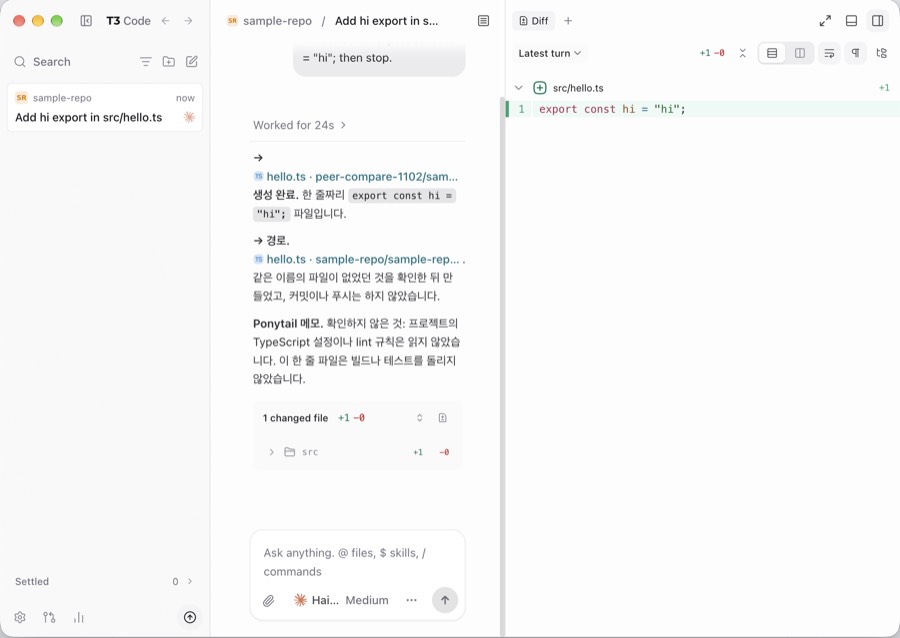 T3 Code
Search
SR sample-repo now
Add hi export in src/hello.ts
Settled 0
SR sample-repo / Add hi export in s...
= "hi"; then stop.
Worked for 24s
→
TS hello.ts · peer-compare-1102/sam...
생성 완료. 한 줄짜리 export const hi =
"hi"; 파일입니다.
→ 경로.
TS hello.ts · sample-repo/sample-rep... .
같은 이름의 파일이 없었던 것을 확인한 뒤 만
들었고, 커밋이나 푸시는 하지 않았습니다.
Ponytail 메모. 확인하지 않은 것: 프로젝트의
TypeScript 설정이나 lint 규칙은 읽지 않았습
니다. 이 한 줄 파일은 빌드나 테스트를 돌리지
않았습니다.
1 changed file +1 −0
src +1 −0
Ask anything. @ files, $ skills, /
commands
Hai... Medium ···
Diff
Latest turn +1 −0
src/hello.ts +1
1 export const hi = "hi";